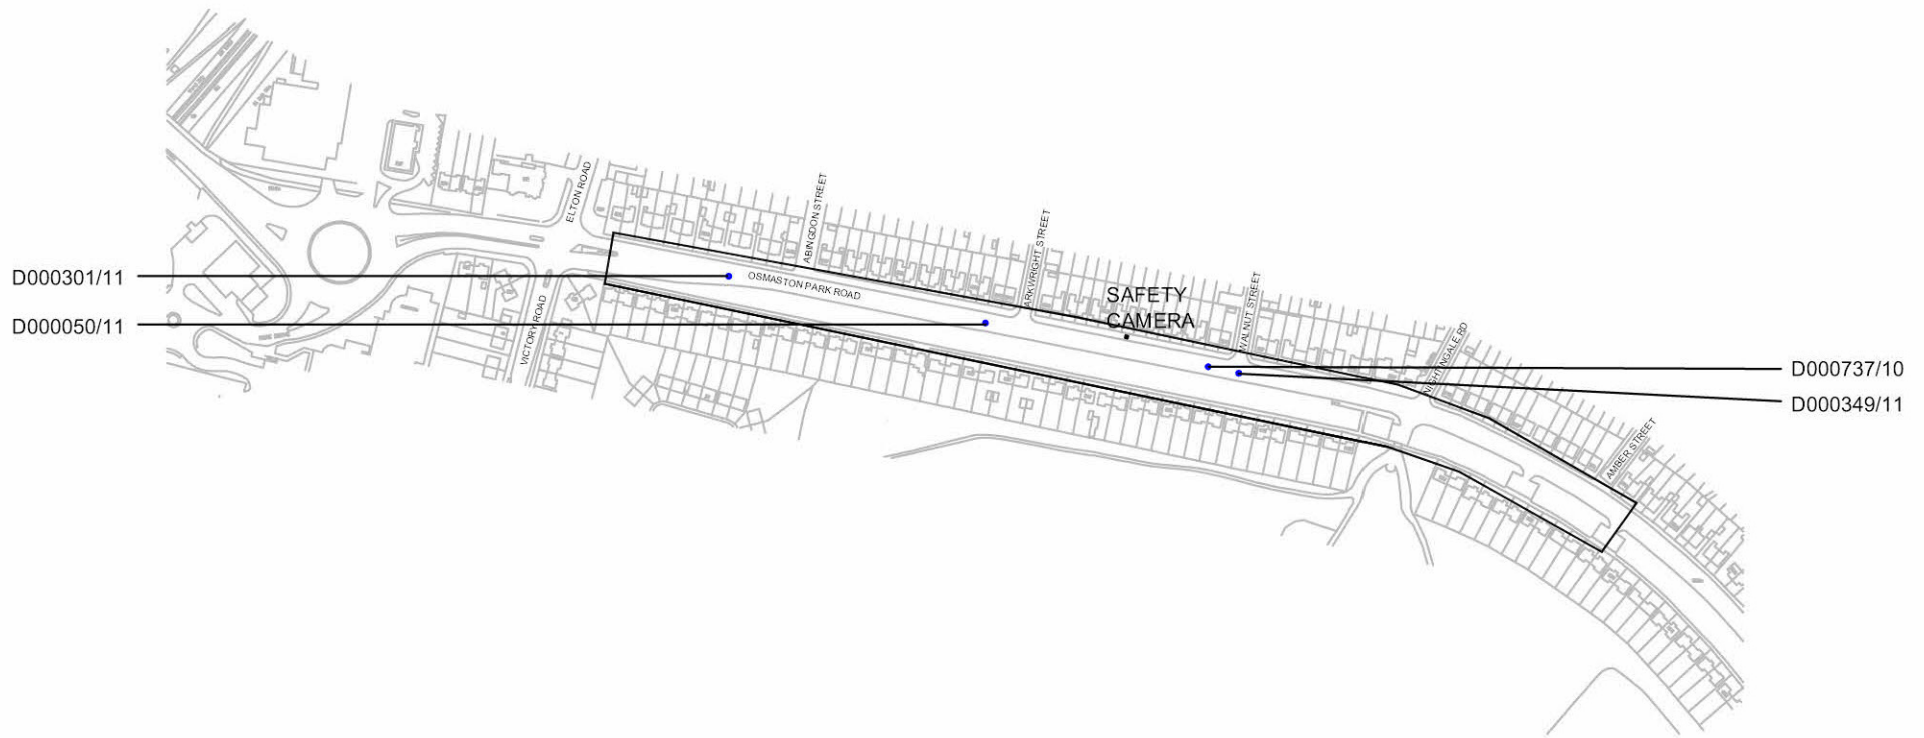 ELTON ROAD
ABINGDON STREET
ARKWRIGHT STREET
D000301/11
OSMASTON PARK ROAD
SAFETY
CAMERA
WALNUT STREET
D000050/11
VICTORY ROAD
NIGHTINGALE RD
D000737/10
D000349/11
AMBER STREET